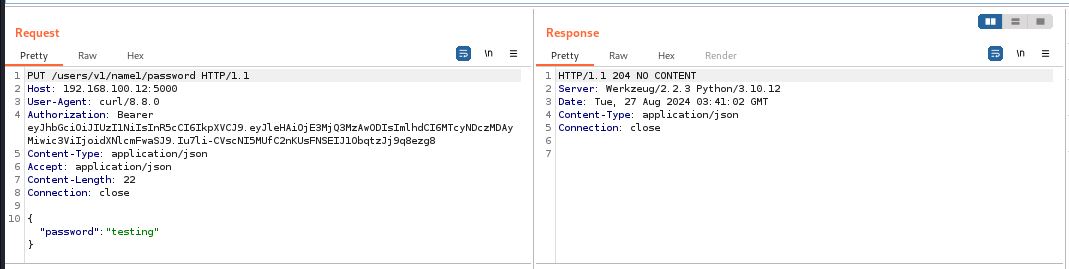 Request
Pretty Raw Hex \n
1 PUT /users/v1/name1/password HTTP/1.1
2 Host: 192.168.100.12:5000
3 User-Agent: curl/8.8.0
4 Authorization: Bearer
eyJhbGciOiJIUzI1NiIsInR5cCI6IkpXVCJ9.eyJleHAiOjE3MjQ3MzAwODIsImlhdCI6MTcyNDczMDAy
Miwic3ViIjoidXNlcmFwaSJ9.Iu7li-CVscNI5MUfC2nKUsFNSEIJ1ObqtzJj9q8ezg8
5 Content-Type: application/json
6 Accept: application/json
7 Content-Length: 22
8 Connection: close
9
10 {
"password":"testing"
}
Response
Pretty Raw Hex Render \n
1 HTTP/1.1 204 NO CONTENT
2 Server: Werkzeug/2.2.3 Python/3.10.12
3 Date: Tue, 27 Aug 2024 03:41:02 GMT
4 Content-Type: application/json
5 Connection: close
6
7